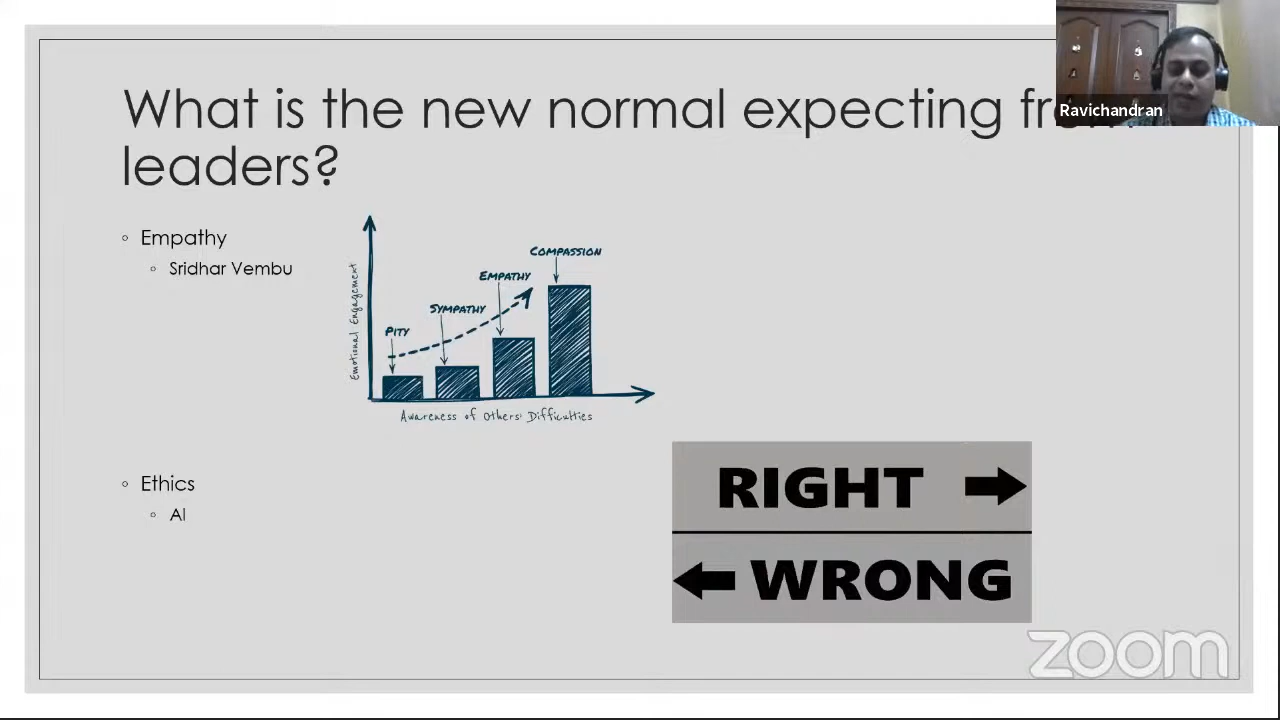 What is the new normal expecting from
leaders?
Ravichandran
Empathy
Sridhar Vembu
COMPASSION
EMPATHY
SYMPATHY
PITY
Emotional Engagement
Awareness of Others' Difficulties
Ethics
AI
RIGHT
WRONG
zoom